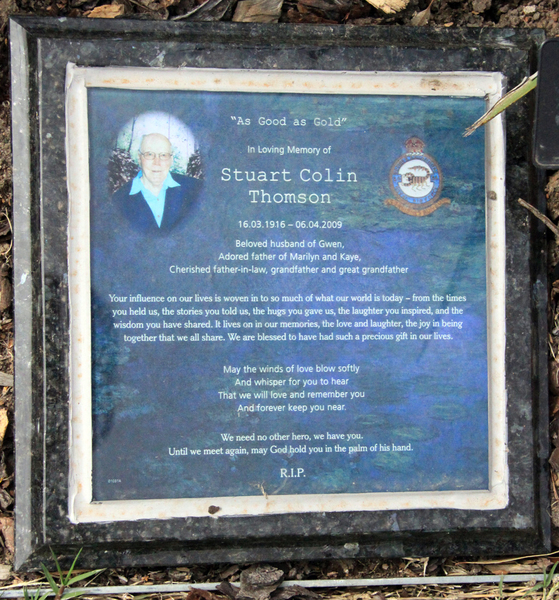 "As Good as Gold"
In Loving Memory of
Stuart Colin
Thomson
16.03.1916 – 06.04.2009
Beloved husband of Gwen,
Adored father of Marilyn and Kaye,
Cherished father-in-law, grandfather and great grandfather
Your influence on our lives is woven in to so much of what our world is today – from the times
you held us, the stories you told us, the hugs you gave us, the laughter you inspired, and the
wisdom you have shared. It lives on in our memories, the love and laughter, the joy in being
together that we all share. We are blessed to have had such a precious gift in our lives.
May the winds of love blow softly
And whisper for you to hear
That we will love and remember you
And forever keep you near.
We need no other hero, we have you.
Until we meet again, may God hold you in the palm of his hand.
R.I.P.